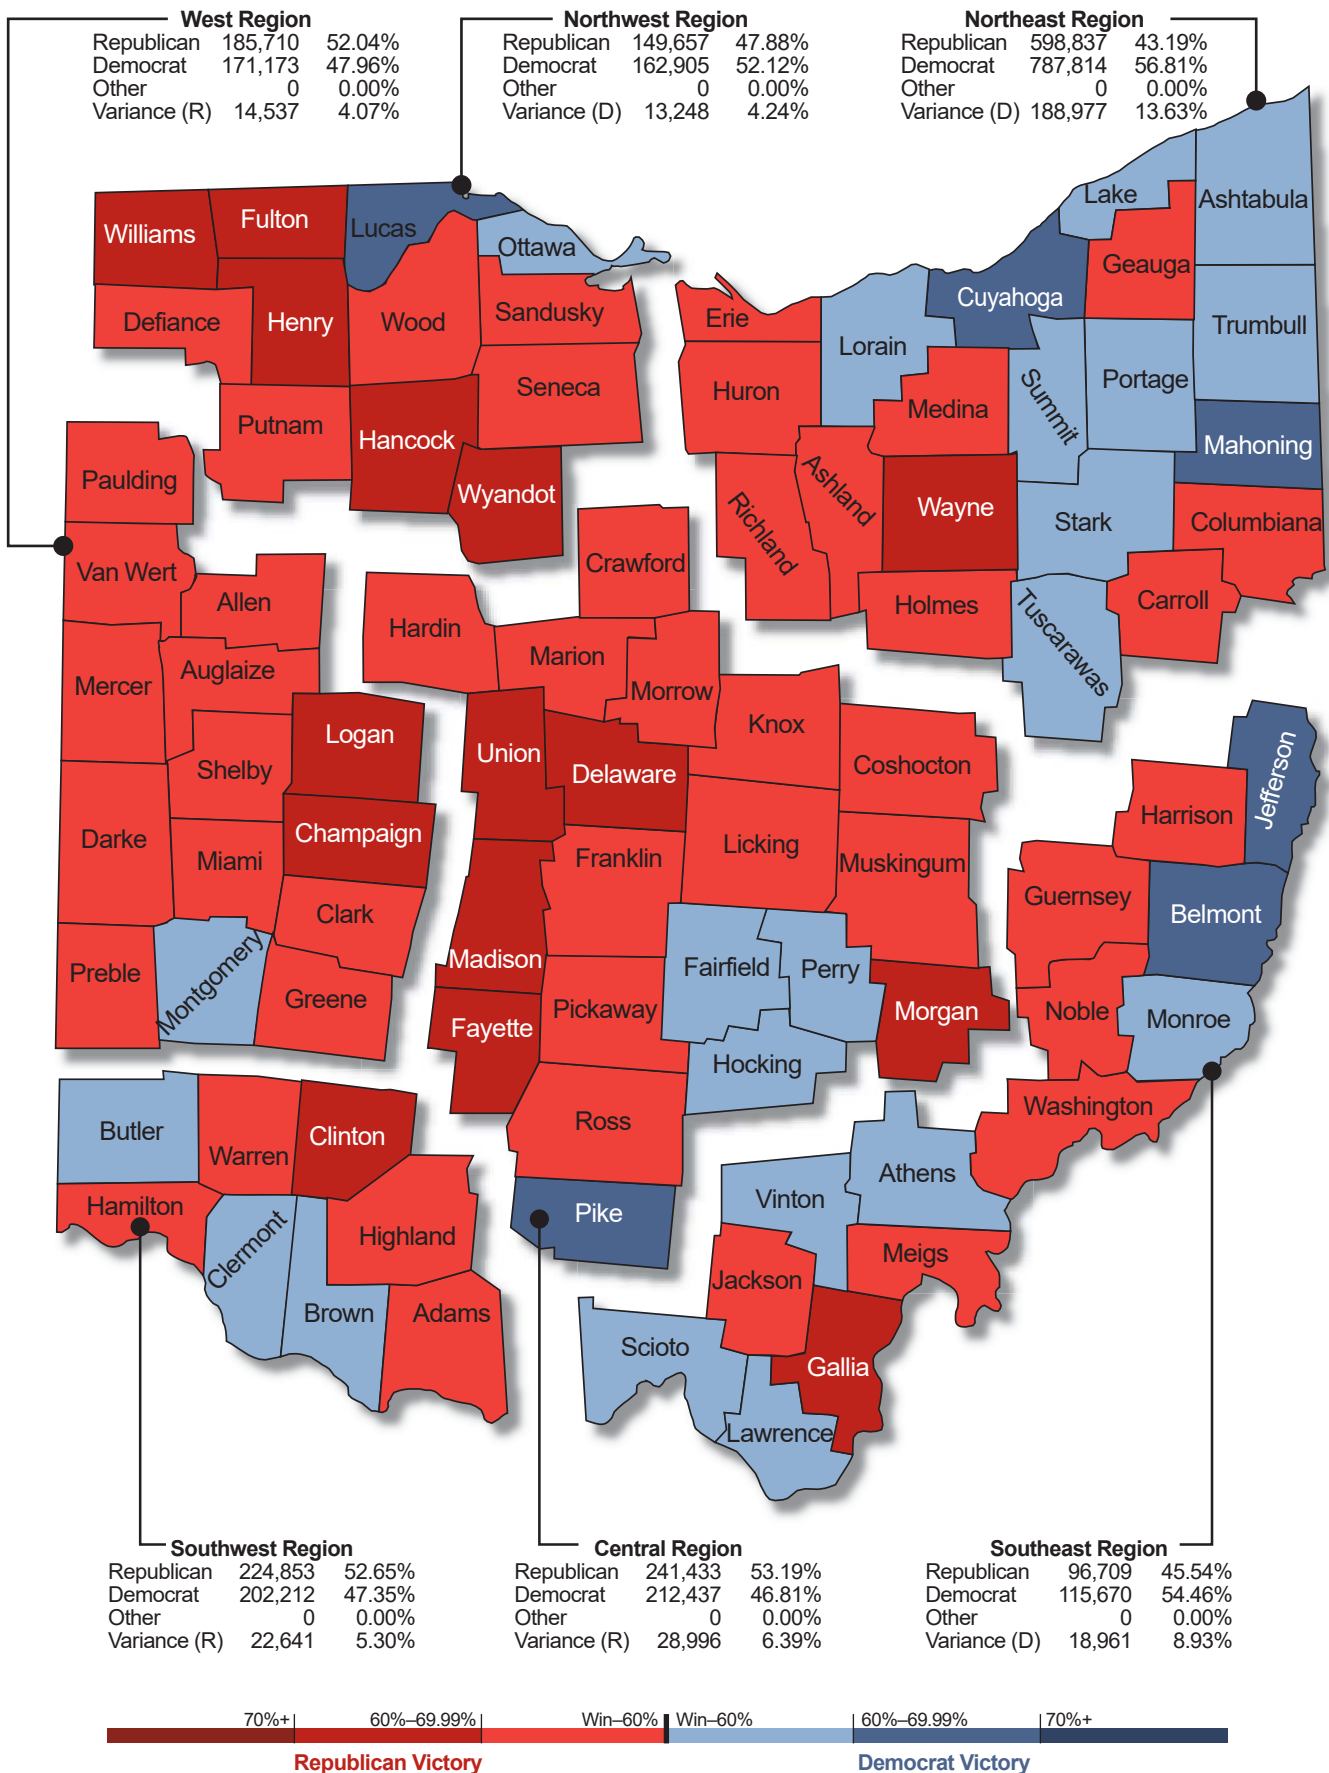 West Region
Republican 185,710 52.04%
Democrat 171,173 47.96%
Other 0 0.00%
Variance (R) 14,537 4.07%
Northwest Region
Republican 149,657 47.88%
Democrat 162,905 52.12%
Other 0 0.00%
Variance (D) 13,248 4.24%
Northeast Region
Republican 598,837 43.19%
Democrat 787,814 56.81%
Other 0 0.00%
Variance (D) 188,977 13.63%
Williams
Fulton
Lucas
Ottawa
Defiance
Henry
Wood
Sandusky
Seneca
Putnam
Hancock
Wyandot
Lake
Ashtabula
Geauga
Cuyahoga
Trumbull
Erie
Lorain
Huron
Medina
Summit
Portage
Mahoning
Richland
Ashland
Wayne
Stark
Columbiana
Holmes
Tuscarawas
Carroll
Paulding
Van Wert
Allen
Mercer
Auglaize
Logan
Shelby
Darke
Miami
Champaign
Clark
Preble
Montgomery
Greene
Crawford
Hardin
Marion
Morrow
Knox
Union
Delaware
Coshocton
Franklin
Licking
Muskingum
Madison
Fairfield
Perry
Fayette
Pickaway
Morgan
Hocking
Ross
Pike
Jefferson
Harrison
Guernsey
Belmont
Noble
Monroe
Washington
Athens
Vinton
Meigs
Jackson
Gallia
Scioto
Lawrence
Butler
Warren
Clinton
Hamilton
Clermont
Highland
Brown
Adams
Southwest Region
Republican 224,853 52.65%
Democrat 202,212 47.35%
Other 0 0.00%
Variance (R) 22,641 5.30%
Central Region
Republican 241,433 53.19%
Democrat 212,437 46.81%
Other 0 0.00%
Variance (R) 28,996 6.39%
Southeast Region
Republican 96,709 45.54%
Democrat 115,670 54.46%
Other 0 0.00%
Variance (D) 18,961 8.93%
70%+ 60%–69.99% Win–60% Win–60% 60%–69.99% 70%+
Republican Victory Democrat Victory